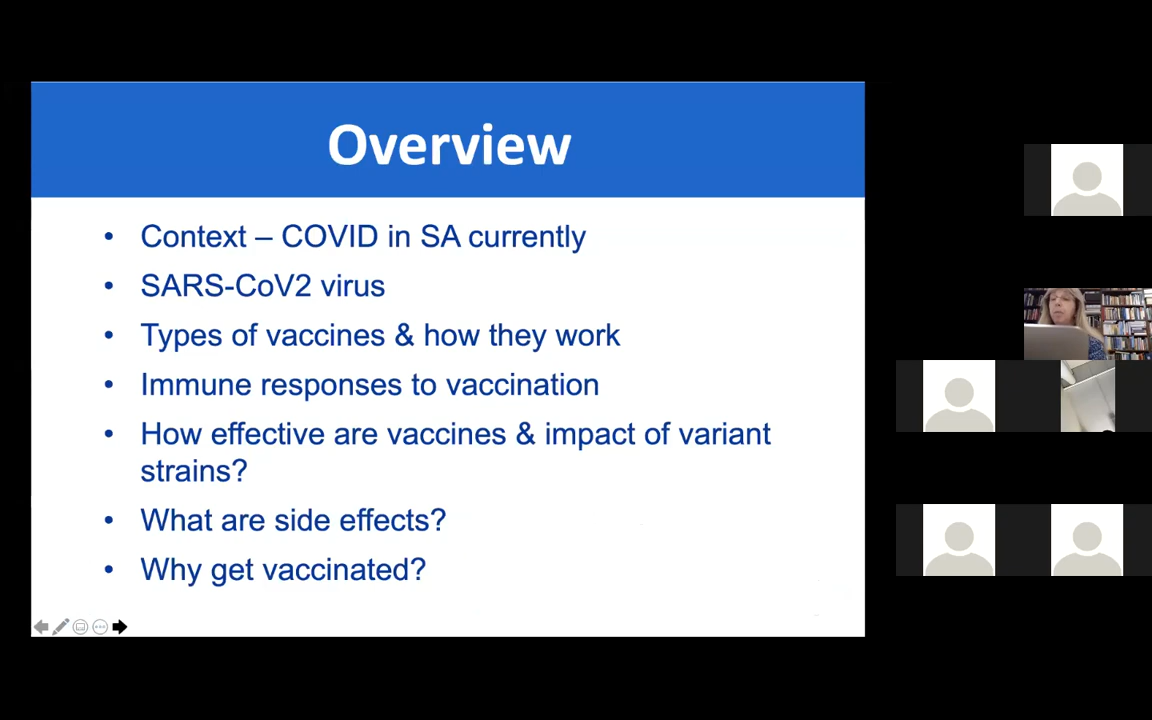 Overview
• Context – COVID in SA currently
• SARS-CoV2 virus
• Types of vaccines & how they work
• Immune responses to vaccination
• How effective are vaccines & impact of variant
strains?
• What are side effects?
• Why get vaccinated?